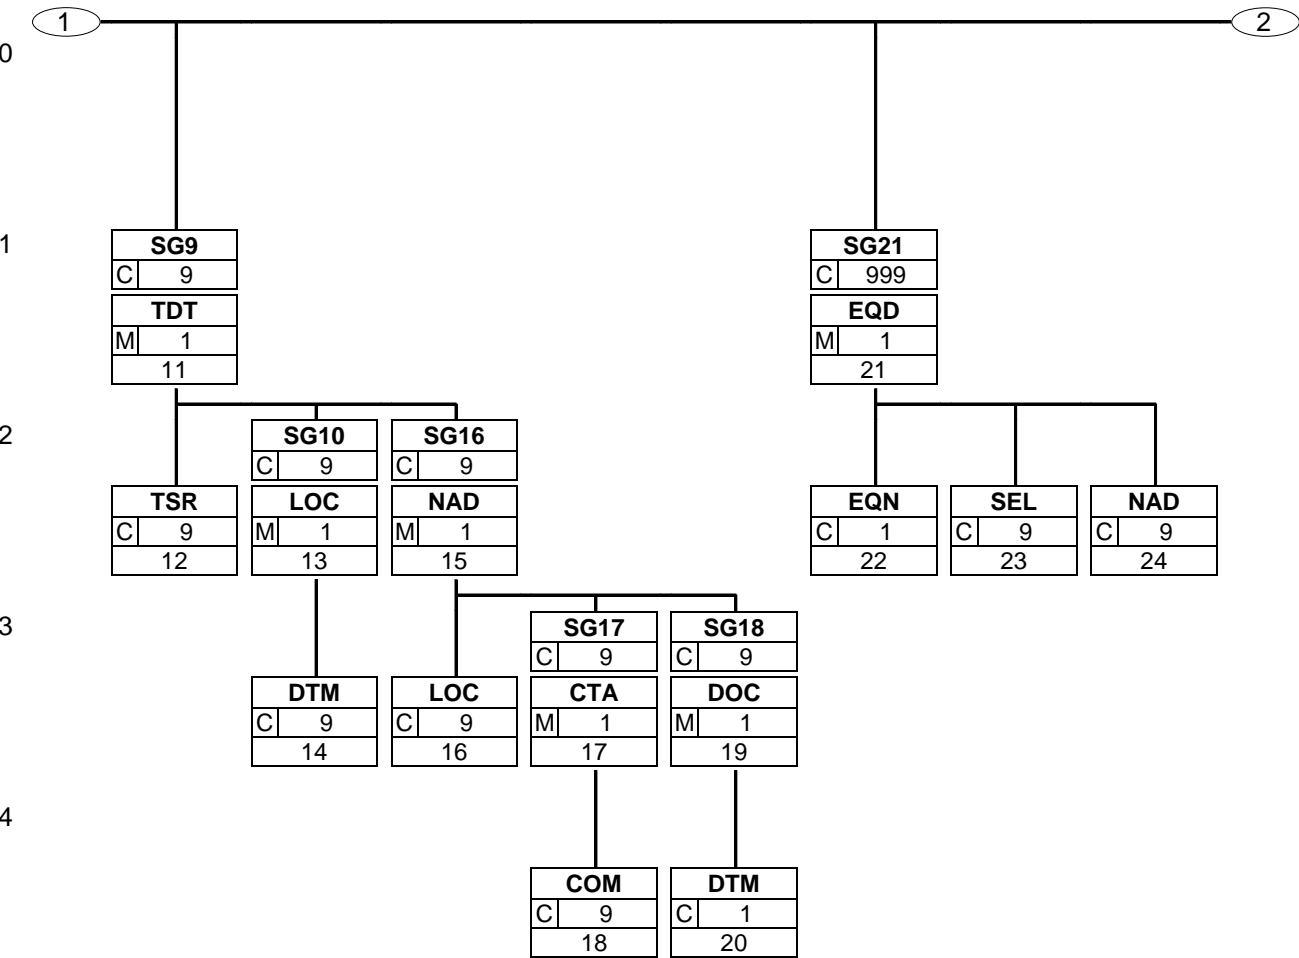 1 2
0
1
SG9 SG21
C 9 C 999
TDT EQD
M 1 M 1
11 21
2
SG10 SG16
C 9 C 9
TSR LOC NAD EQN SEL NAD
C 9 M 1 M 1 C 1 C 9 C 9
12 13 15 22 23 24
3
SG17 SG18
C 9 C 9
DTM LOC CTA DOC
C 9 C 9 M 1 M 1
14 16 17 19
4
COM DTM
C 9 C 1
18 20